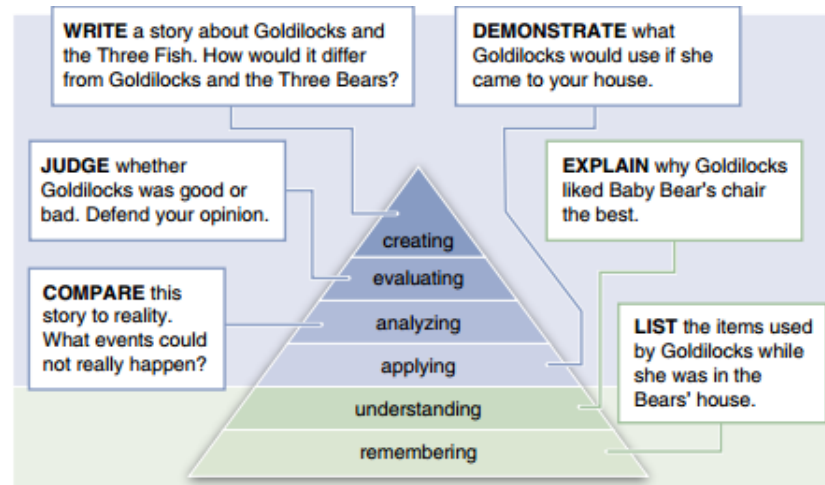 WRITE a story about Goldilocks and
the Three Fish. How would it differ
from Goldilocks and the Three Bears?
DEMONSTRATE what
Goldilocks would use if she
came to your house.
JUDGE whether
Goldilocks was good or
bad. Defend your opinion.
EXPLAIN why Goldilocks
liked Baby Bear's chair
the best.
COMPARE this
story to reality.
What events could
not really happen?
LIST the items used
by Goldilocks while
she was in the
Bears' house.
creating
evaluating
analyzing
applying
understanding
remembering